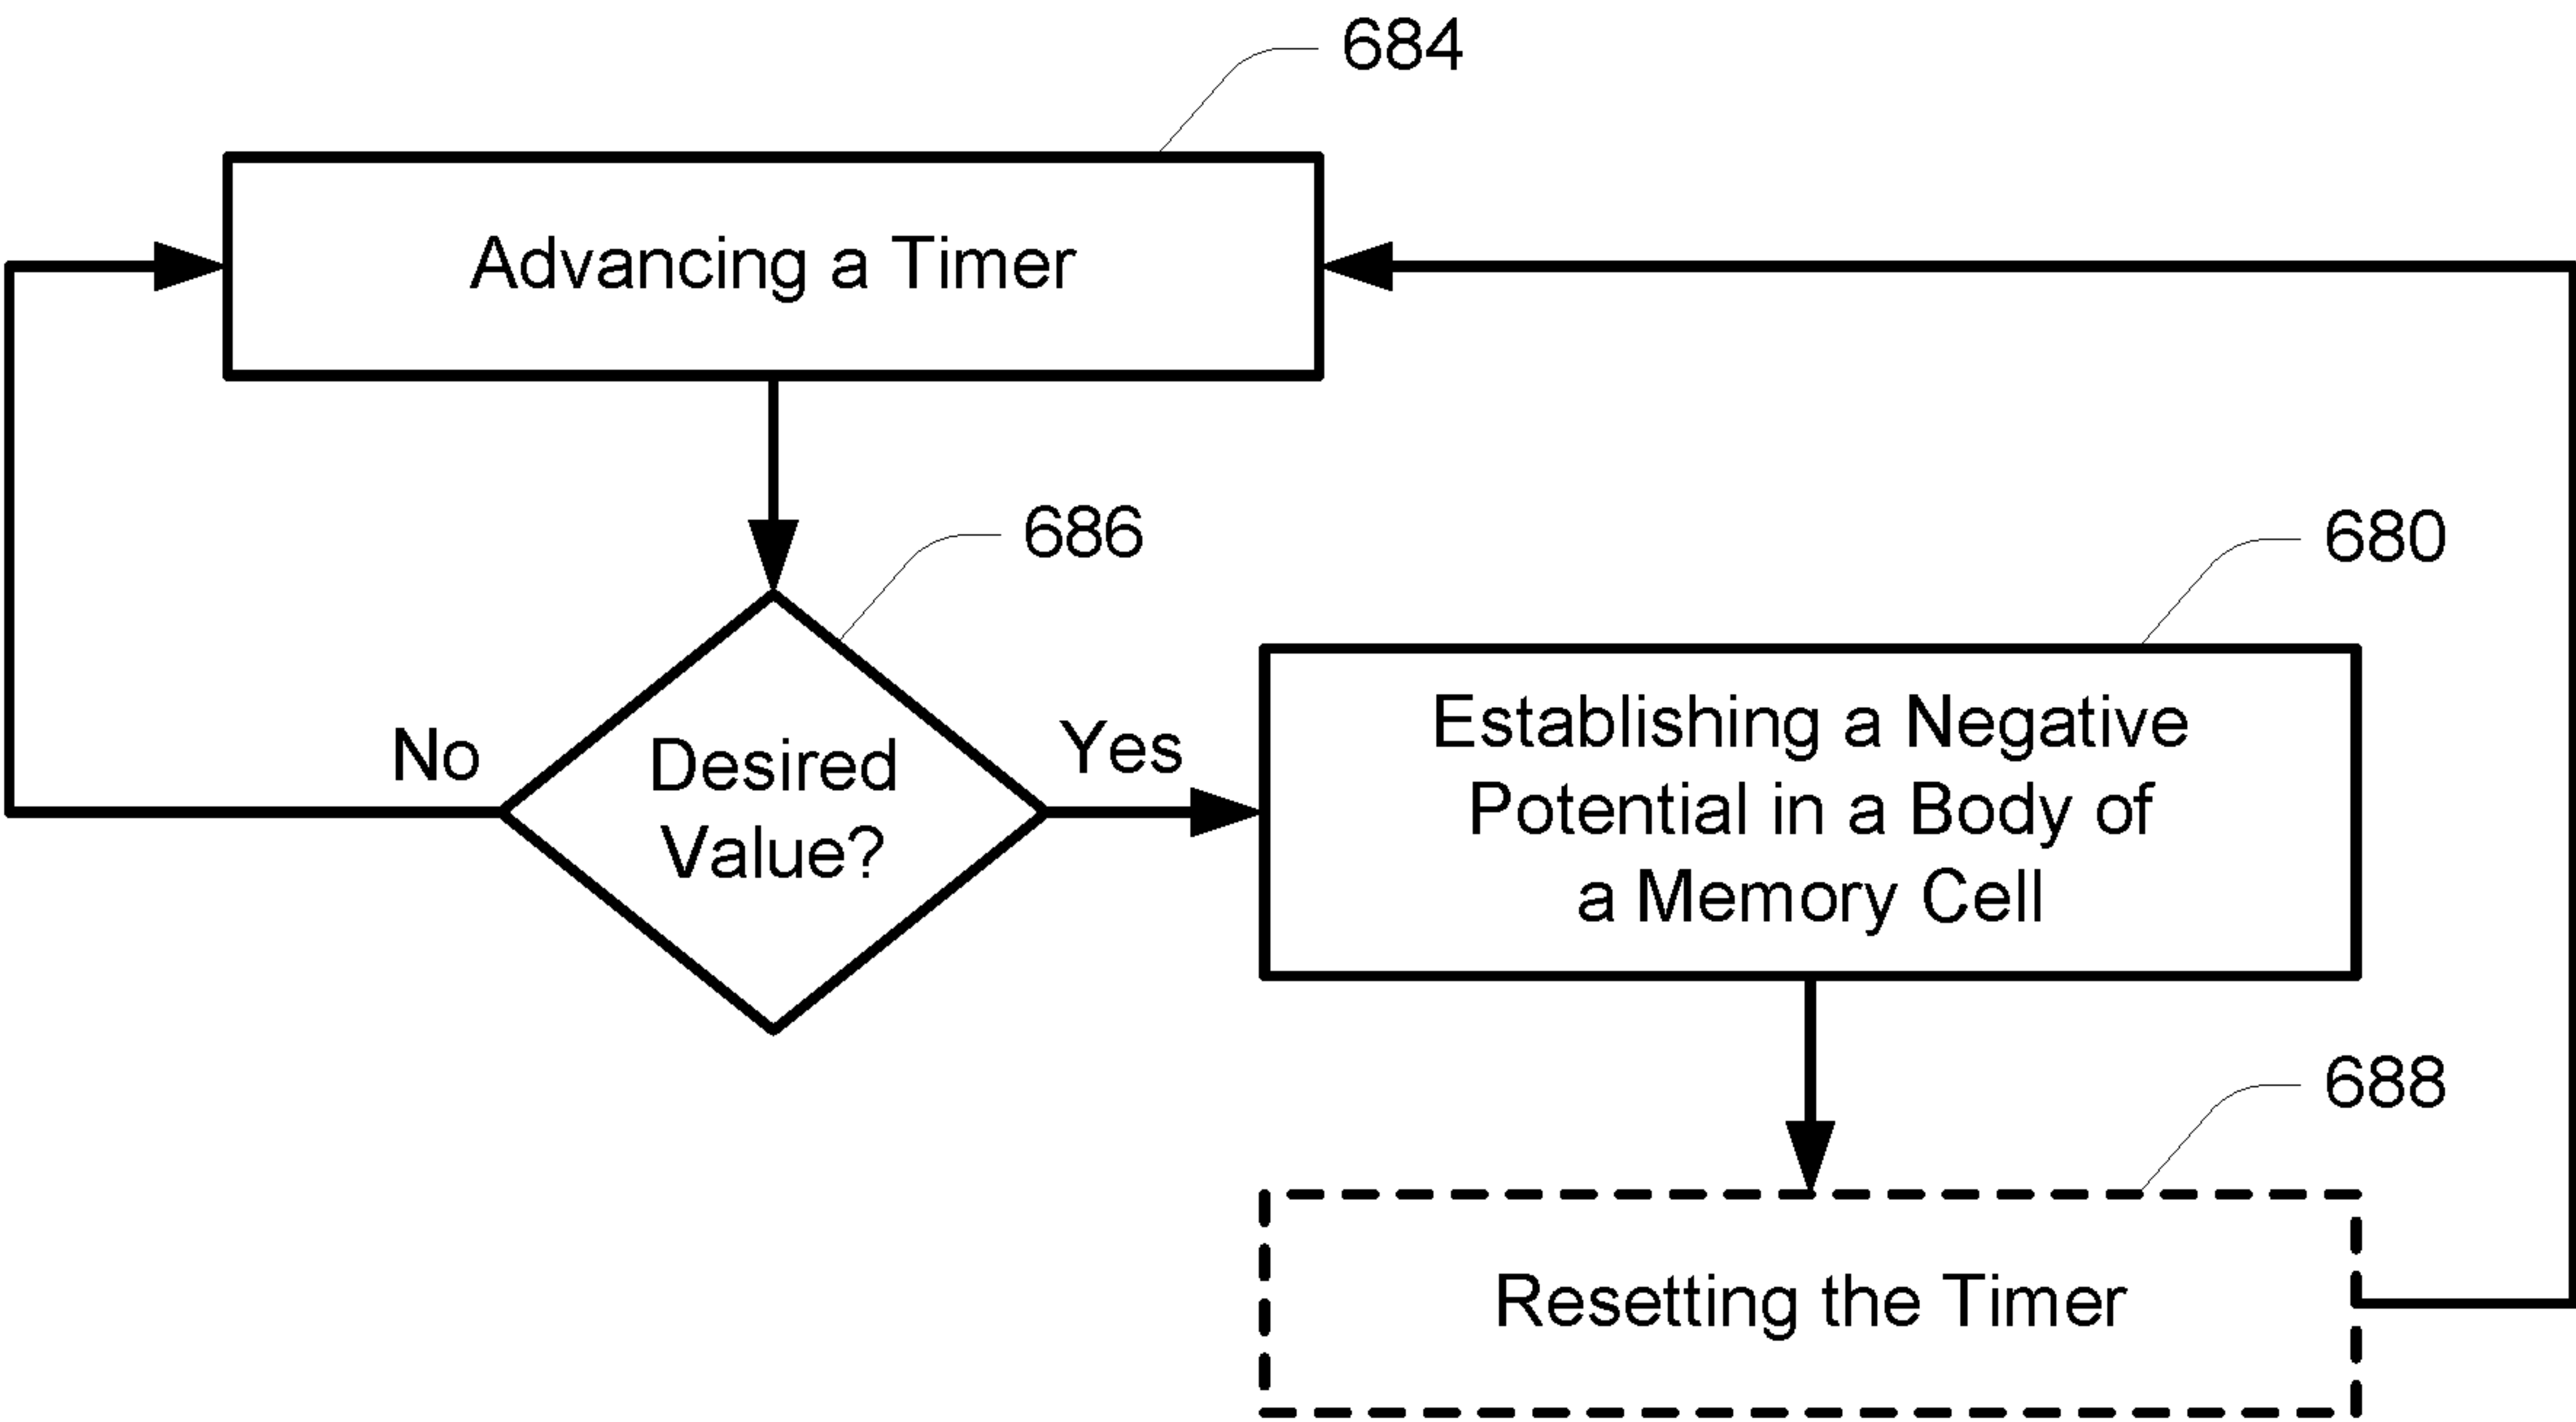 684
Advancing a Timer
686
680
No
Desired
Value?
Yes
Establishing a Negative
Potential in a Body of
a Memory Cell
688
Resetting the Timer